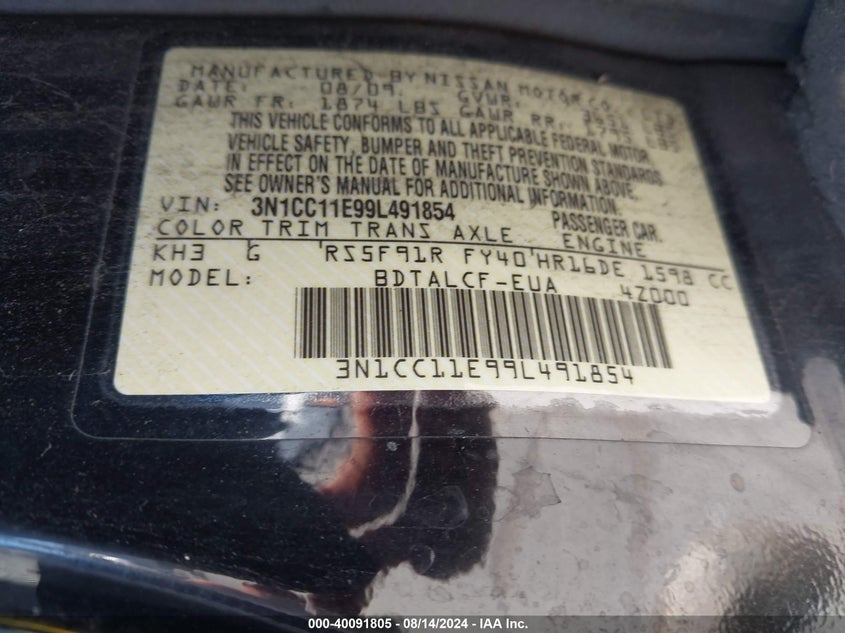 MANUFACTURED BY NISSAN MOTOR CO.
DATE: 08/09 GVWR:
GAWR FR: 1874 LBS GAWR RR: LBS
THIS VEHICLE CONFORMS TO ALL APPLICABLE FEDERAL MOTOR
VEHICLE SAFETY, BUMPER AND THEFT PREVENTION STANDARDS
IN EFFECT ON THE DATE OF MANUFACTURE SHOWN ABOVE.
SEE OWNER'S MANUAL FOR ADDITIONAL INFORMATION.
VIN: 3N1CC11E99L491854 PASSENGER CAR.
COLOR TRIM TRANS AXLE ENGINE
KH3 G RS5F91R FY40 HR16DE 1598 CC
MODEL: BDTALCF-EUA 4Z000
3N1CC11E99L491854
000-40091805 - 08/14/2024 - IAA Inc.